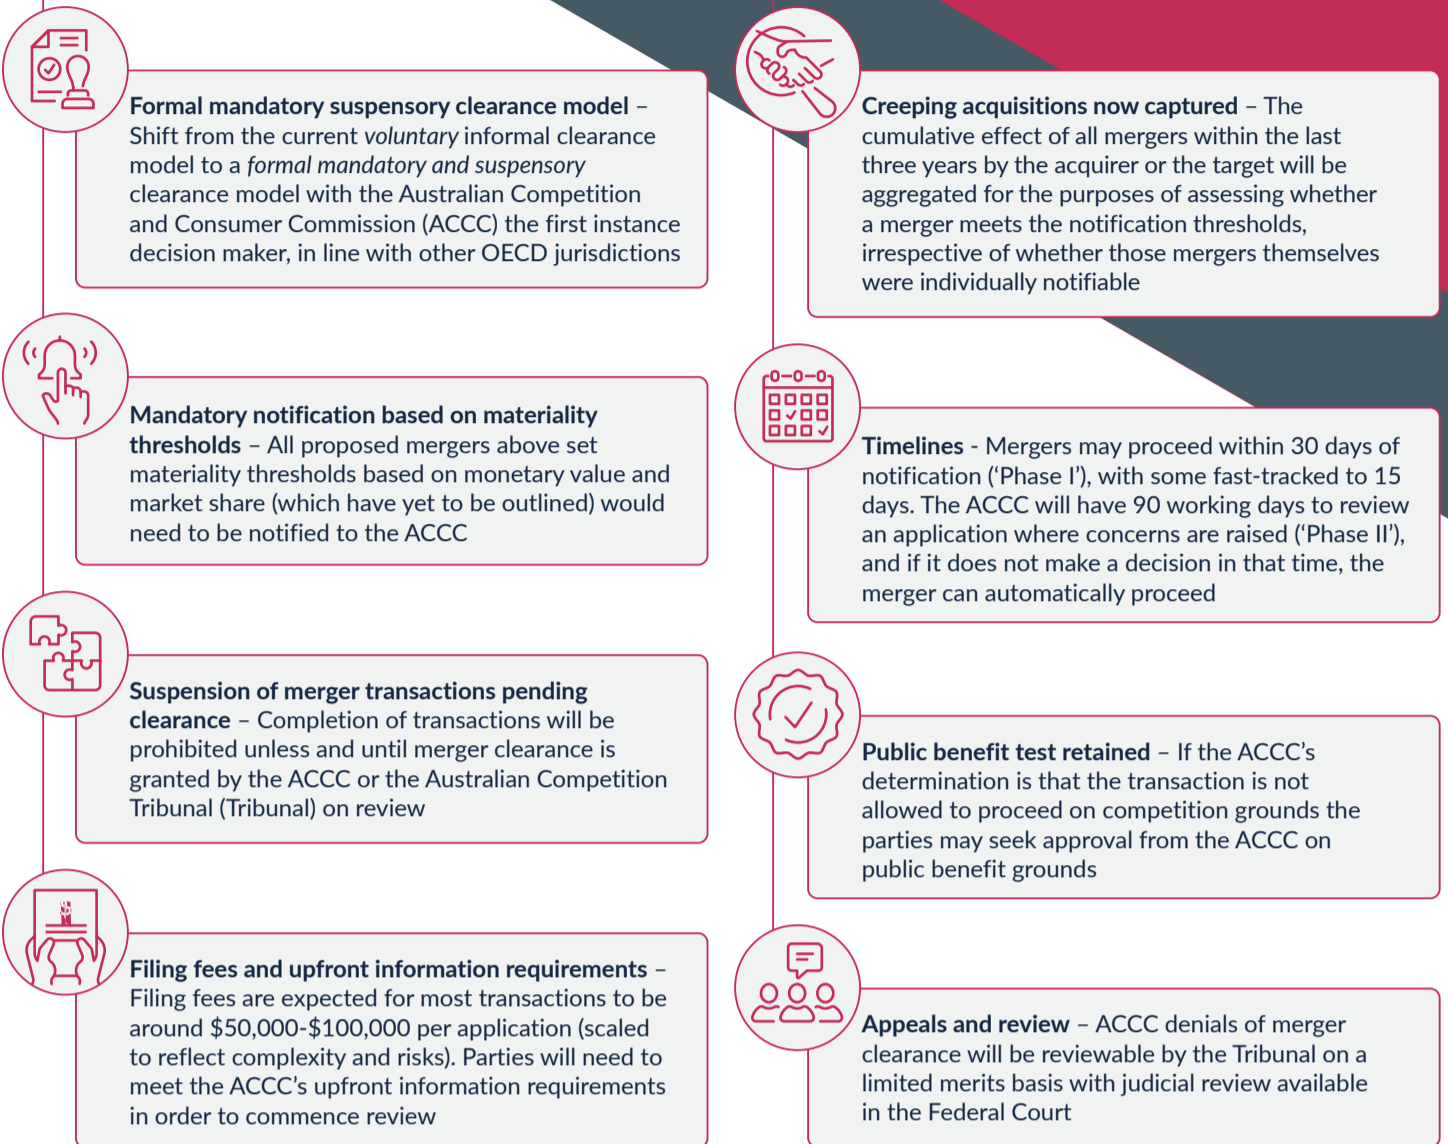 Formal mandatory suspensory clearance model –
Shift from the current voluntary informal clearance
model to a formal mandatory and suspensory
clearance model with the Australian Competition
and Consumer Commission (ACCC) the first instance
decision maker, in line with other OECD jurisdictions
Mandatory notification based on materiality
thresholds – All proposed mergers above set
materiality thresholds based on monetary value and
market share (which have yet to be outlined) would
need to be notified to the ACCC
Suspension of merger transactions pending
clearance – Completion of transactions will be
prohibited unless and until merger clearance is
granted by the ACCC or the Australian Competition
Tribunal (Tribunal) on review
$
Filing fees and upfront information requirements –
Filing fees are expected for most transactions to be
around $50,000-$100,000 per application (scaled
to reflect complexity and risks). Parties will need to
meet the ACCC’s upfront information requirements
in order to commence review
Creeping acquisitions now captured – The
cumulative effect of all mergers within the last
three years by the acquirer or the target will be
aggregated for the purposes of assessing whether
a merger meets the notification thresholds,
irrespective of whether those mergers themselves
were individually notifiable
Timelines - Mergers may proceed within 30 days of
notification (‘Phase I’), with some fast-tracked to 15
days. The ACCC will have 90 working days to review
an application where concerns are raised (‘Phase II’),
and if it does not make a decision in that time, the
merger can automatically proceed
Public benefit test retained – If the ACCC’s
determination is that the transaction is not
allowed to proceed on competition grounds the
parties may seek approval from the ACCC on
public benefit grounds
Appeals and review – ACCC denials of merger
clearance will be reviewable by the Tribunal on a
limited merits basis with judicial review available
in the Federal Court